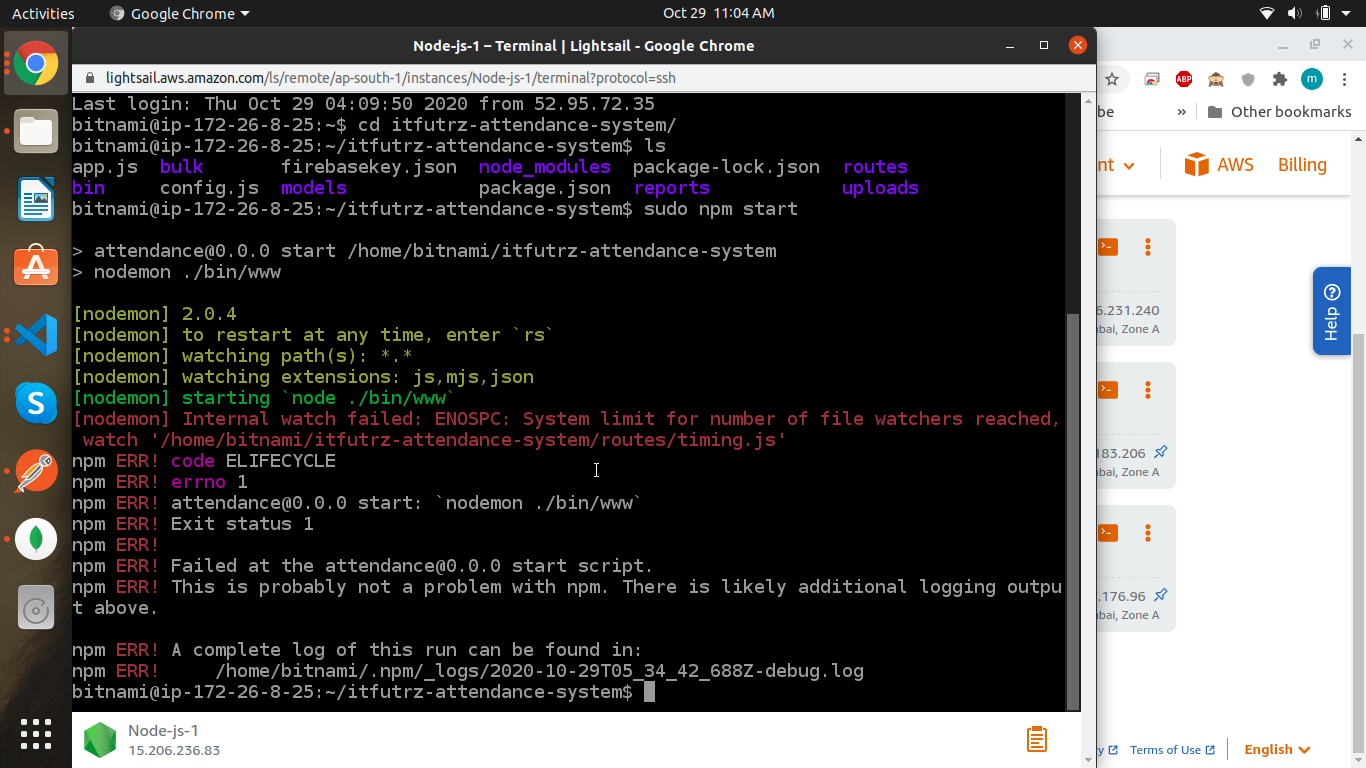 Activities
Google Chrome
Oct 29 11:04 AM
Node-js-1 – Terminal | Lightsail - Google Chrome
lightsail.aws.amazon.com/ls/remote/ap-south-1/instances/Node-js-1/terminal?protocol=ssh
Last login: Thu Oct 29 04:09:50 2020 from 52.95.72.35
bitnami@ip-172-26-8-25:~$ cd itfutrz-attendance-system/
bitnami@ip-172-26-8-25:~/itfutrz-attendance-system$ ls
app.js bulk firebasekey.json node_modules package-lock.json routes
bin config.js models package.json reports uploads
bitnami@ip-172-26-8-25:~/itfutrz-attendance-system$ sudo npm start
> attendance@0.0.0 start /home/bitnami/itfutrz-attendance-system
> nodemon ./bin/www
[nodemon] 2.0.4
[nodemon] to restart at any time, enter `rs`
[nodemon] watching path(s): *.*
[nodemon] watching extensions: js,mjs,json
[nodemon] starting `node ./bin/www`
[nodemon] Internal watch failed: ENOSPC: System limit for number of file watchers reached,
watch '/home/bitnami/itfutrz-attendance-system/routes/timing.js'
npm ERR! code ELIFECYCLE
npm ERR! errno 1
npm ERR! attendance@0.0.0 start: `nodemon ./bin/www`
npm ERR! Exit status 1
npm ERR!
npm ERR! Failed at the attendance@0.0.0 start script.
npm ERR! This is probably not a problem with npm. There is likely additional logging outpu
t above.
npm ERR! A complete log of this run can be found in:
npm ERR! /home/bitnami/.npm/_logs/2020-10-29T05_34_42_688Z-debug.log
bitnami@ip-172-26-8-25:~/itfutrz-attendance-system$
Node-js-1
15.206.236.83
ABP
m
be
»
Other bookmarks
nt
AWS
Billing
6.231.240
bai, Zone A
Help
183.206
bai, Zone A
.176.96
bai, Zone A
y
Terms of Use
English